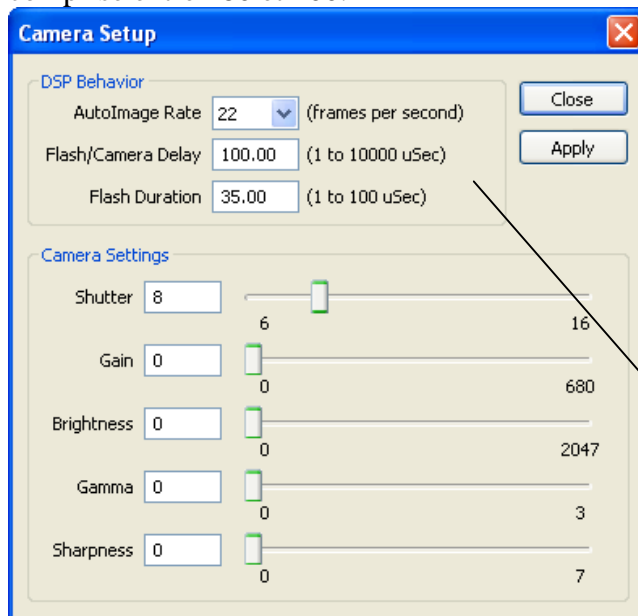 Camera Setup
DSP Behavior
AutoImage Rate 22 (frames per second)
Flash/Camera Delay 100.00 (1 to 10000 uSec)
Flash Duration 35.00 (1 to 100 uSec)
Close
Apply
Camera Settings
Shutter 8
6 16
Gain 0
0 680
Brightness 0
0 2047
Gamma 0
0 3
Sharpness 0
0 7